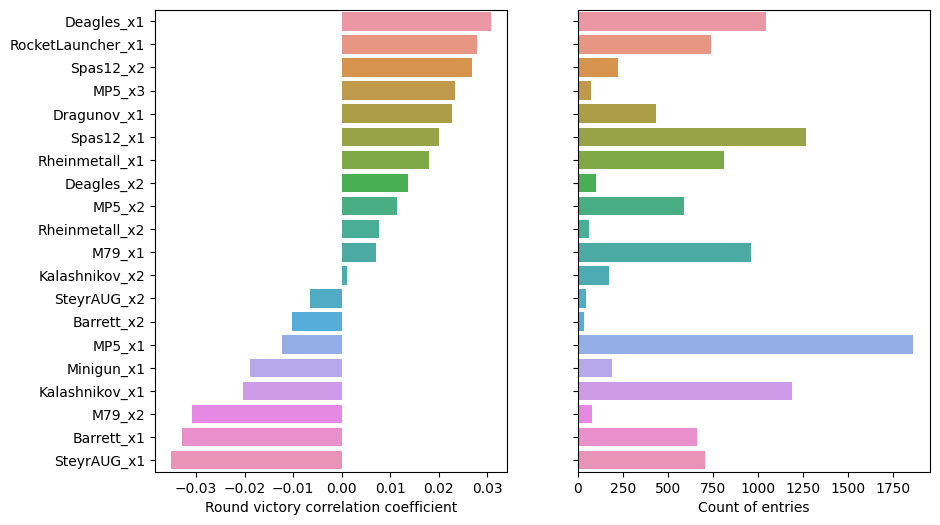 Deagles_x1
RocketLauncher_x1
Spas12_x2
MP5_x3
Dragunov_x1
Spas12_x1
Rheinmetall_x1
Deagles_x2
MP5_x2
Rheinmetall_x2
M79_x1
Kalashnikov_x2
SteyrAUG_x2
Barrett_x2
MP5_x1
Minigun_x1
Kalashnikov_x1
M79_x2
Barrett_x1
SteyrAUG_x1
−0.03 −0.02 −0.01 0.00 0.01 0.02 0.03
Round victory correlation coefficient
0 250 500 750 1000 1250 1500 1750
Count of entries